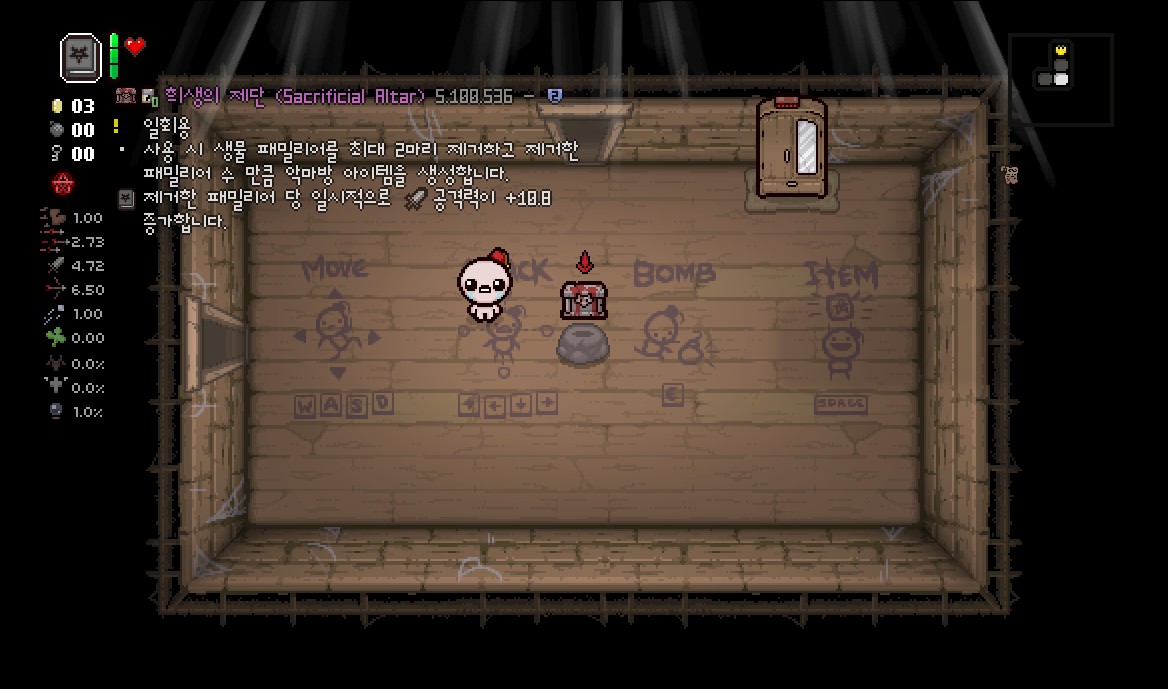 희생의 제단 (Sacrificial Altar) 5.100.536 -
03
일회용
00
사용 시 생물 패밀리어를 최대 2마리 제거하고 제거한
00
패밀리어 수 만큼 악마방 아이템을 생성합니다.
제거한 패밀리어 당 일시적으로 공격력이 +10.8
증가합니다.
1.00
2.73
4.72
6.50
1.00
0.00
0.0%
0.0%
1.0%
MOVE CK BOMB ITEM
W A S D
E
SPACE